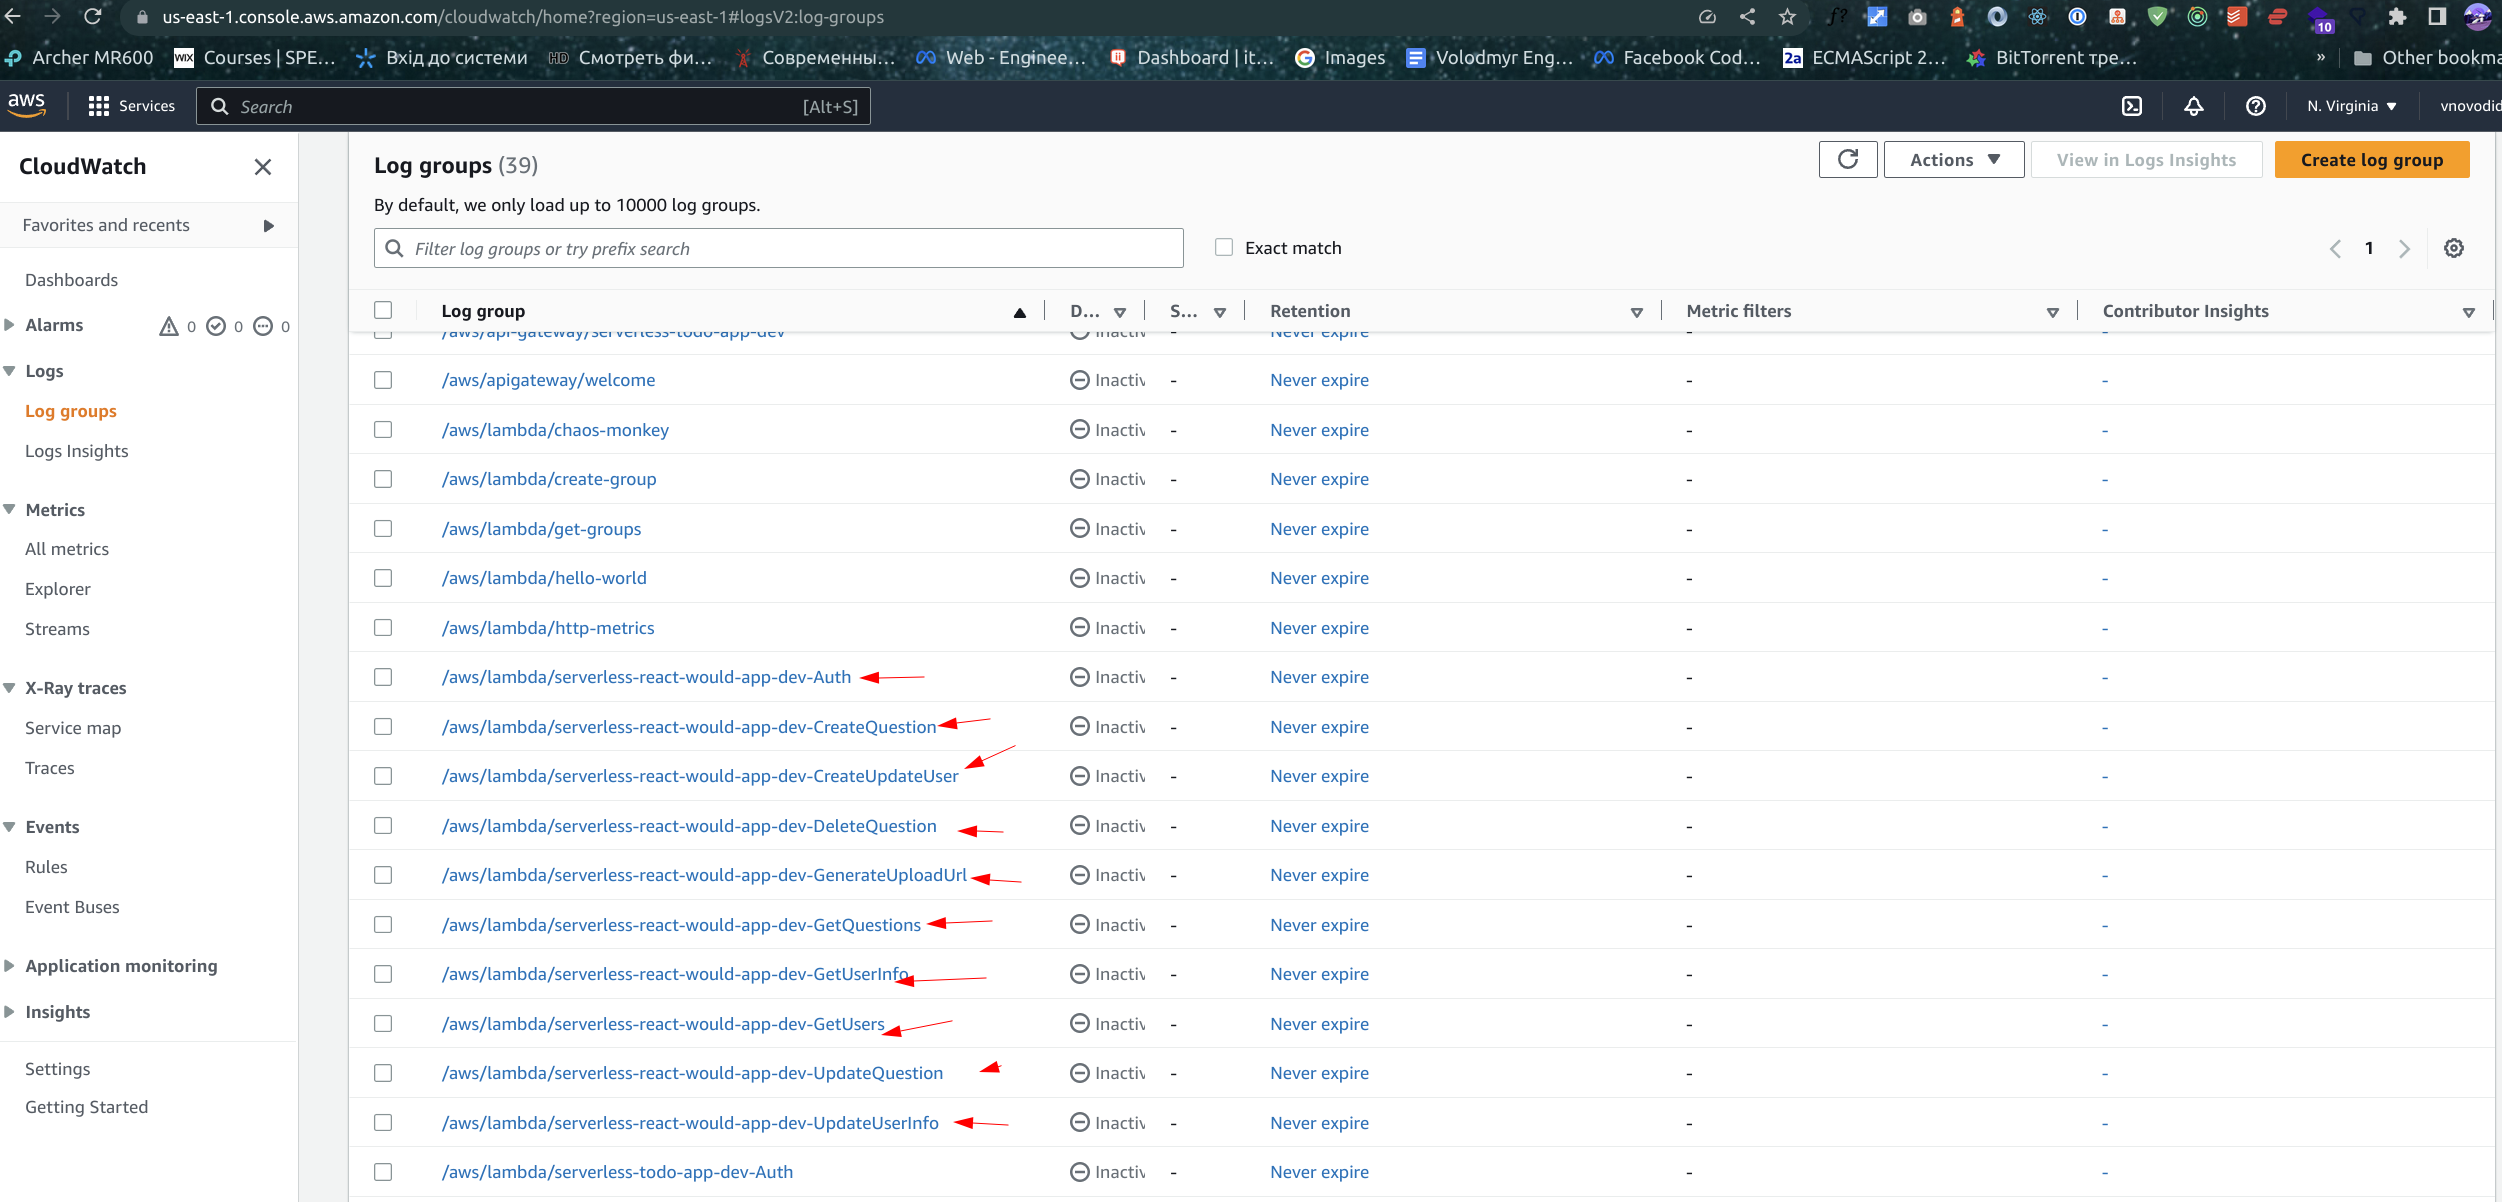 us-east-1.console.aws.amazon.com/cloudwatch/home?region=us-east-1#logsV2:log-groups
10
Archer MR600 WIX Courses | SPE... Вхід до системи HD Смотреть фи... Современны... Web - Enginee... Dashboard | it... Images Volodmyr Eng... Facebook Cod... 2a ECMAScript 2... BitTorrent тре... » Other bookma
aws Services Search [Alt+S] N. Virginia vnovodid
CloudWatch
Favorites and recents
Dashboards
Alarms 0 0 0
Logs
Log groups
Logs Insights
Metrics
All metrics
Explorer
Streams
X-Ray traces
Service map
Traces
Events
Rules
Event Buses
Application monitoring
Insights
Settings
Getting Started
Log groups (39)
Actions View in Logs Insights Create log group
By default, we only load up to 10000 log groups.
Filter log groups or try prefix search Exact match 1
Log group D... S... Retention Metric filters Contributor Insights
/aws/api-gateway/serverless-todo-app-dev Inactiv - Never expire - -
/aws/apigateway/welcome Inactiv - Never expire - -
/aws/lambda/chaos-monkey Inactiv - Never expire - -
/aws/lambda/create-group Inactiv - Never expire - -
/aws/lambda/get-groups Inactiv - Never expire - -
/aws/lambda/hello-world Inactiv - Never expire - -
/aws/lambda/http-metrics Inactiv - Never expire - -
/aws/lambda/serverless-react-would-app-dev-Auth Inactiv - Never expire - -
/aws/lambda/serverless-react-would-app-dev-CreateQuestion Inactiv - Never expire - -
/aws/lambda/serverless-react-would-app-dev-CreateUpdateUser Inactiv - Never expire - -
/aws/lambda/serverless-react-would-app-dev-DeleteQuestion Inactiv - Never expire - -
/aws/lambda/serverless-react-would-app-dev-GenerateUploadUrl Inactiv - Never expire - -
/aws/lambda/serverless-react-would-app-dev-GetQuestions Inactiv - Never expire - -
/aws/lambda/serverless-react-would-app-dev-GetUserInfo Inactiv - Never expire - -
/aws/lambda/serverless-react-would-app-dev-GetUsers Inactiv - Never expire - -
/aws/lambda/serverless-react-would-app-dev-UpdateQuestion Inactiv - Never expire - -
/aws/lambda/serverless-react-would-app-dev-UpdateUserInfo Inactiv - Never expire - -
/aws/lambda/serverless-todo-app-dev-Auth Inactiv - Never expire - -